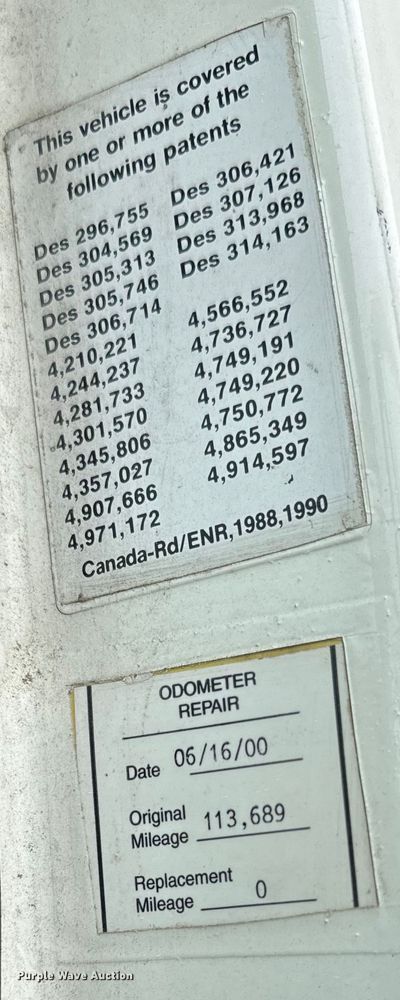 This vehicle is covered
by one or more of the
following patents
Des 296,755 Des 306,421
Des 304,569 Des 307,126
Des 305,313 Des 313,968
Des 305,746 Des 314,163
Des 306,714
4,210,221 4,566,552
4,244,237 4,736,727
4,281,733 4,749,191
4,301,570 4,749,220
4,345,806 4,750,772
4,357,027 4,865,349
4,907,666 4,914,597
4,971,172
Canada-Rd/ENR,1988,1990
ODOMETER
REPAIR
Date 06/16/00
Original
Mileage 113,689
Replacement
Mileage 0
Purple Wave Auction